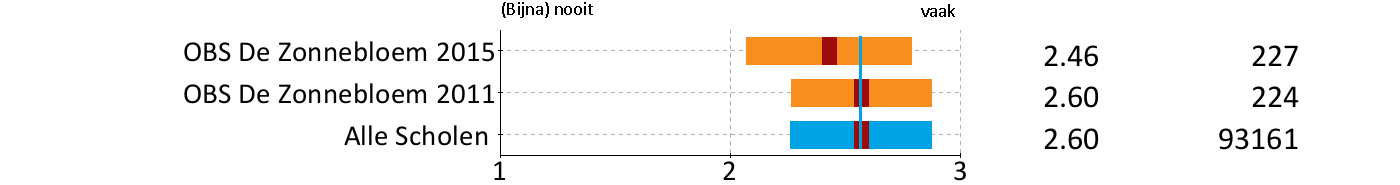 (Bijna) nooit vaak
OBS De Zonnebloem 2015 2.46 227
OBS De Zonnebloem 2011 2.60 224
Alle Scholen 2.60 93161
1 2 3